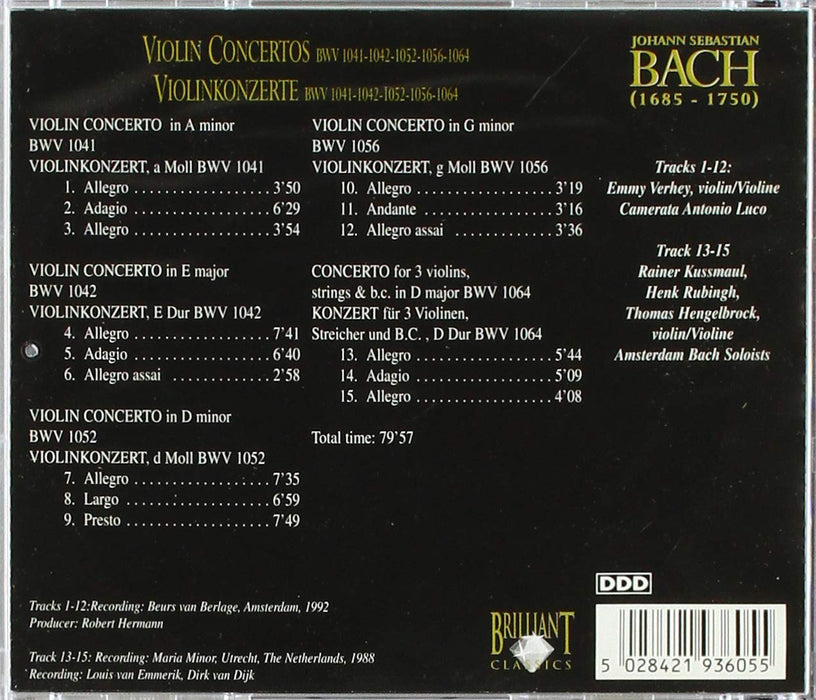 VIOLIN CONCERTOS BWV 1041-1042-1052-1056-1064
VIOLINKONZERTE BWV 1041-1042-1052-1056-1064
JOHANN SEBASTIAN
BACH
(1685 - 1750)
VIOLIN CONCERTO in A minor
BWV 1041
VIOLINKONZERT, a Moll BWV 1041
1. Allegro ..................... 3'50
2. Adagio ..................... 6'29
3. Allegro ..................... 3'54
VIOLIN CONCERTO in E major
BWV 1042
VIOLINKONZERT, E Dur BWV 1042
4. Allegro ..................... 7'41
5. Adagio ..................... 6'40
6. Allegro assai ............... 2'58
VIOLIN CONCERTO in D minor
BWV 1052
VIOLINKONZERT, d Moll BWV 1052
7. Allegro ..................... 7'35
8. Largo ...................... 6'59
9. Presto ...................... 7'49
VIOLIN CONCERTO in G minor
BWV 1056
VIOLINKONZERT, g Moll BWV 1056
10. Allegro ..................... 3'19
11. Andante .................... 3'16
12. Allegro assai ............... 3'36
CONCERTO for 3 violins,
strings & b.c. in D major BWV 1064
KONZERT für 3 Violinen,
Streicher und B.C. , D Dur BWV 1064
13. Allegro ..................... 5'44
14. Adagio ..................... 5'09
15. Allegro ..................... 4'08
Total time: 79'57
Tracks 1-12:
Emmy Verhey, violin/Violine
Camerata Antonio Luco
Track 13-15
Rainer Kussmaul,
Henk Rubingh,
Thomas Hengelbrock,
violin/Violine
Amsterdam Bach Soloists
Tracks 1-12:Recording: Beurs van Berlage, Amsterdam, 1992
Producer: Robert Hermann
Track 13-15: Recording: Maria Minor, Utrecht, The Netherlands, 1988
Recording: Louis van Emmerik, Dirk van Dijk
BRILLIANT
CLASSICS
DDD
5 028421 936055